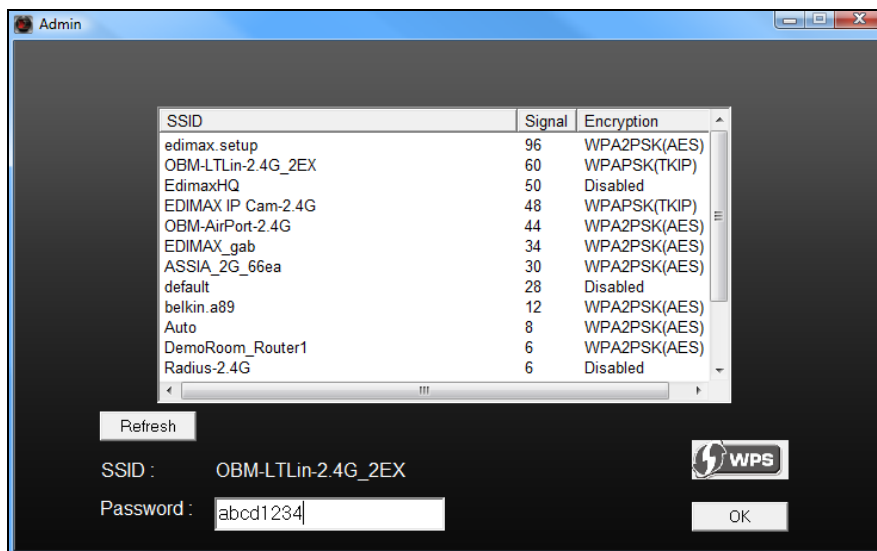 Admin
SSID Signal Encryption
edimax.setup 96 WPA2PSK(AES)
OBM-LTLin-2.4G_2EX 60 WPAPSK(TKIP)
EdimaxHQ 50 Disabled
EDIMAX IP Cam-2.4G 48 WPAPSK(TKIP)
OBM-AirPort-2.4G 44 WPA2PSK(AES)
EDIMAX_gab 34 WPA2PSK(AES)
ASSIA_2G_66ea 30 WPA2PSK(AES)
default 28 Disabled
belkin.a89 12 WPA2PSK(AES)
Auto 8 WPA2PSK(AES)
DemoRoom_Router1 6 WPA2PSK(AES)
Radius-2.4G 6 Disabled
Refresh
SSID : OBM-LTLin-2.4G_2EX
WPS
Password : abcd1234
OK